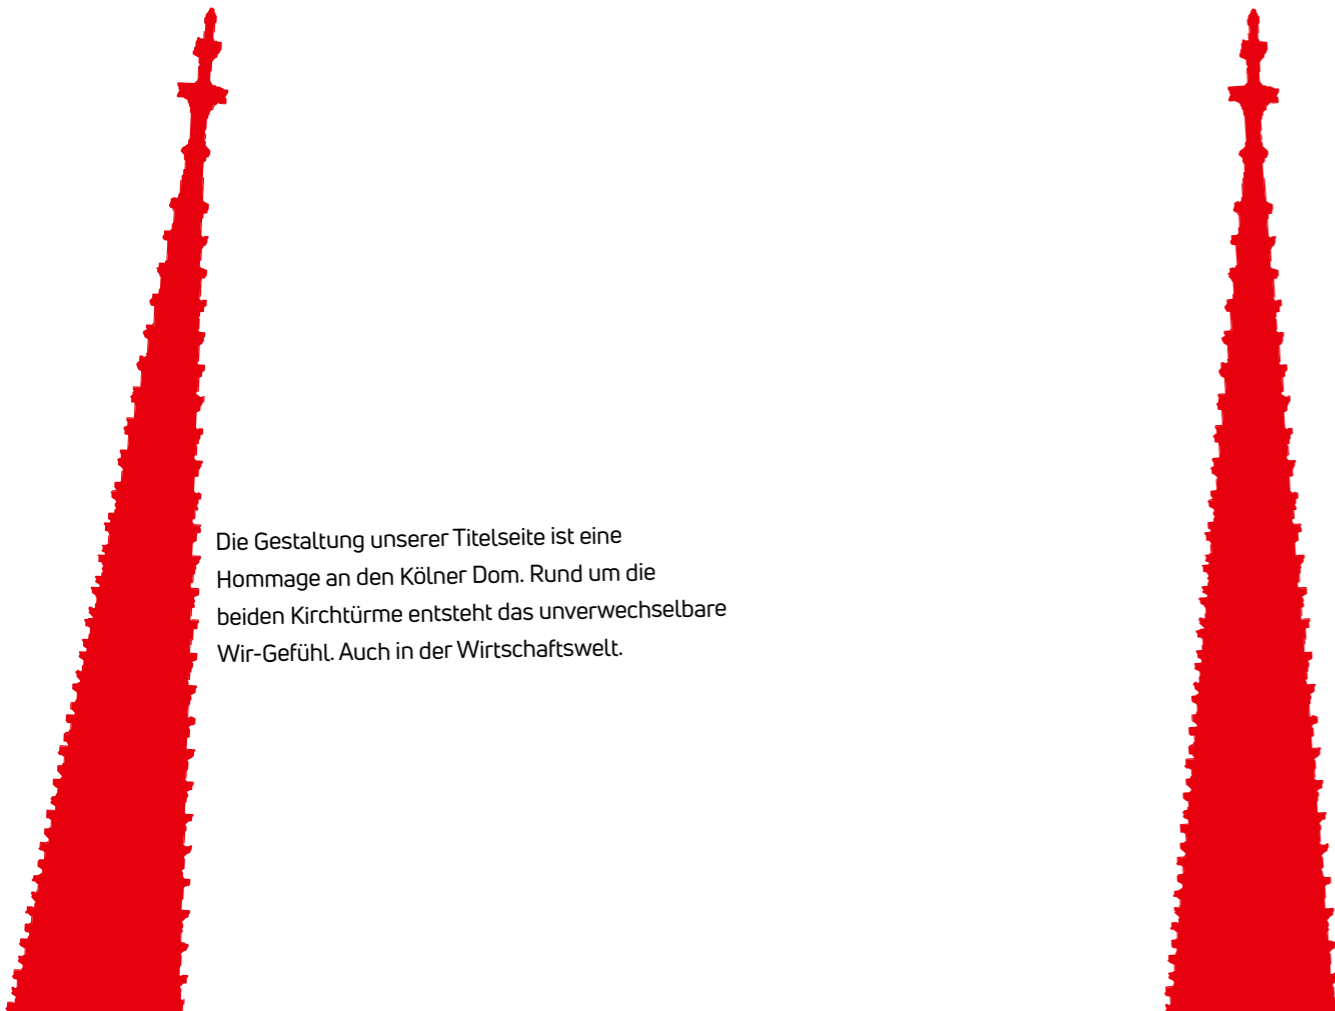 Die Gestaltung unserer Titelseite ist eine
Hommage an den Kölner Dom. Rund um die
beiden Kirchtürme entsteht das unverwechselbare
Wir-Gefühl. Auch in der Wirtschaftswelt.